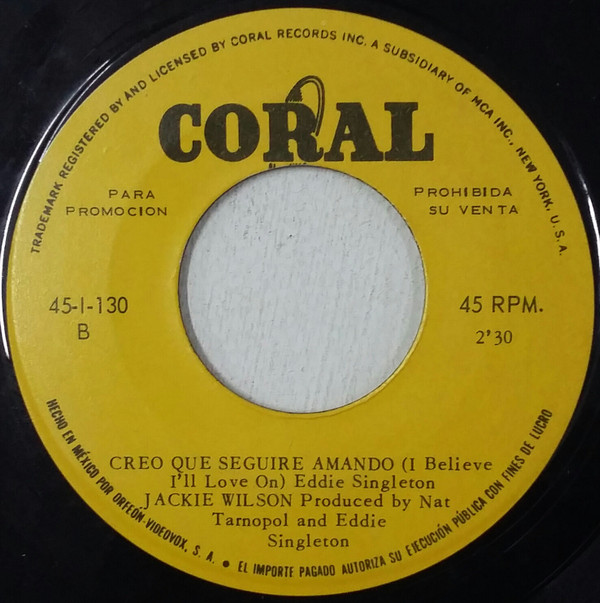 TRADEMARK REGISTERED BY AND LICENSED BY CORAL RECORDS INC. A SUBSIDIARY OF MCA INC., NEW YORK, U.S.A.
CORAL
PARA
PROMOCION
PROHIBIDA
SU VENTA
45-I-130
B
45 RPM.
2'30
CREO QUE SEGUIRE AMANDO (I Believe
I'll Love On) Eddie Singleton
JACKIE WILSON Produced by Nat
Tarnopol and Eddie
Singleton
HECHO EN MÉXICO POR ORFEON-VIDEOVOX, S. A. ● EL IMPORTE PAGADO AUTORIZA SU EJECUCIÓN PÚBLICA CON FINES DE LUCRO